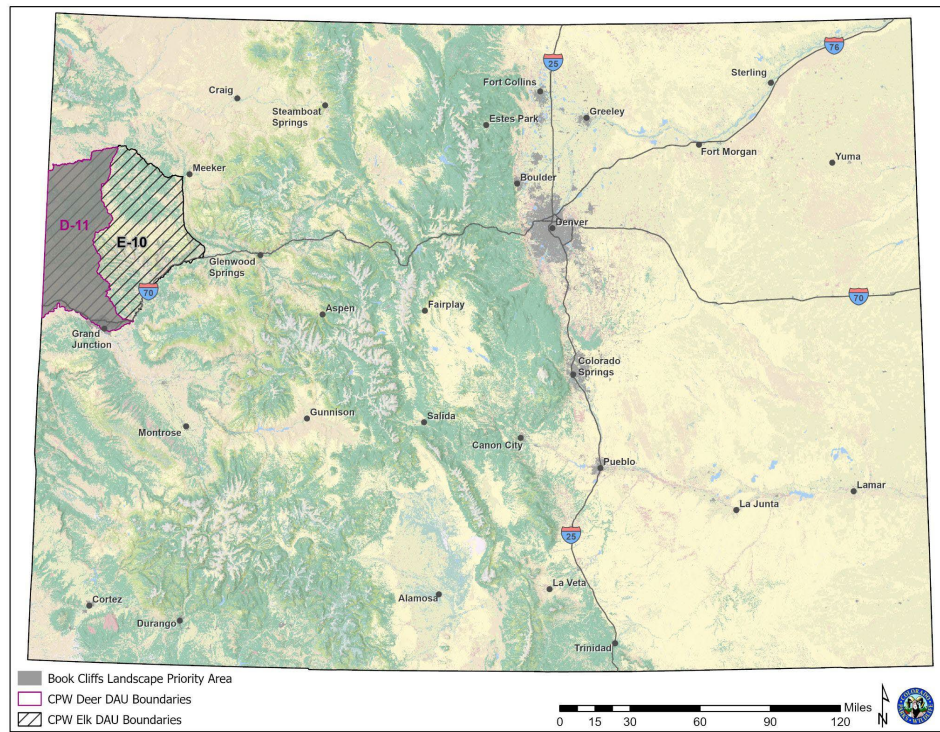 76
25
Sterling
Fort Collins
Craig
Steamboat
Springs
Greeley
Estes Park
Fort Morgan
Yuma
Meeker
Boulder
D-11
Denver
E-10
Glenwood
Springs
70
70
Fairplay
Aspen
Grand
Junction
Colorado
Springs
Gunnison
Salida
Montrose
Canon City
Pueblo
Lamar
La Junta
25
La Veta
Cortez
Alamosa
Durango
Trinidad
Book Cliffs Landscape Priority Area
CPW Deer DAU Boundaries
CPW Elk DAU Boundaries
Miles
0 15 30 60 90 120
N
COLORADO
PARKS
WILDLIFE